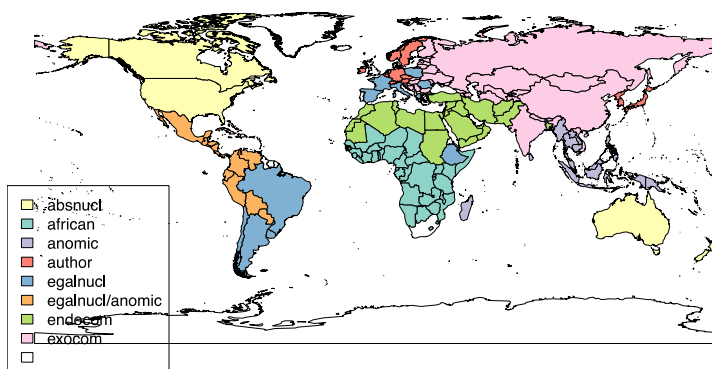 absnucl
african
anomic
author
egalnucl
egalnucl/anomic
endocom
exocom